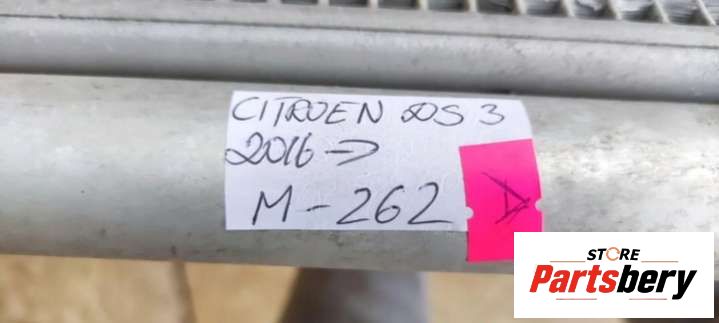 CITROEN DS 3
2016 →
M-262
A
STORE
Partsbery